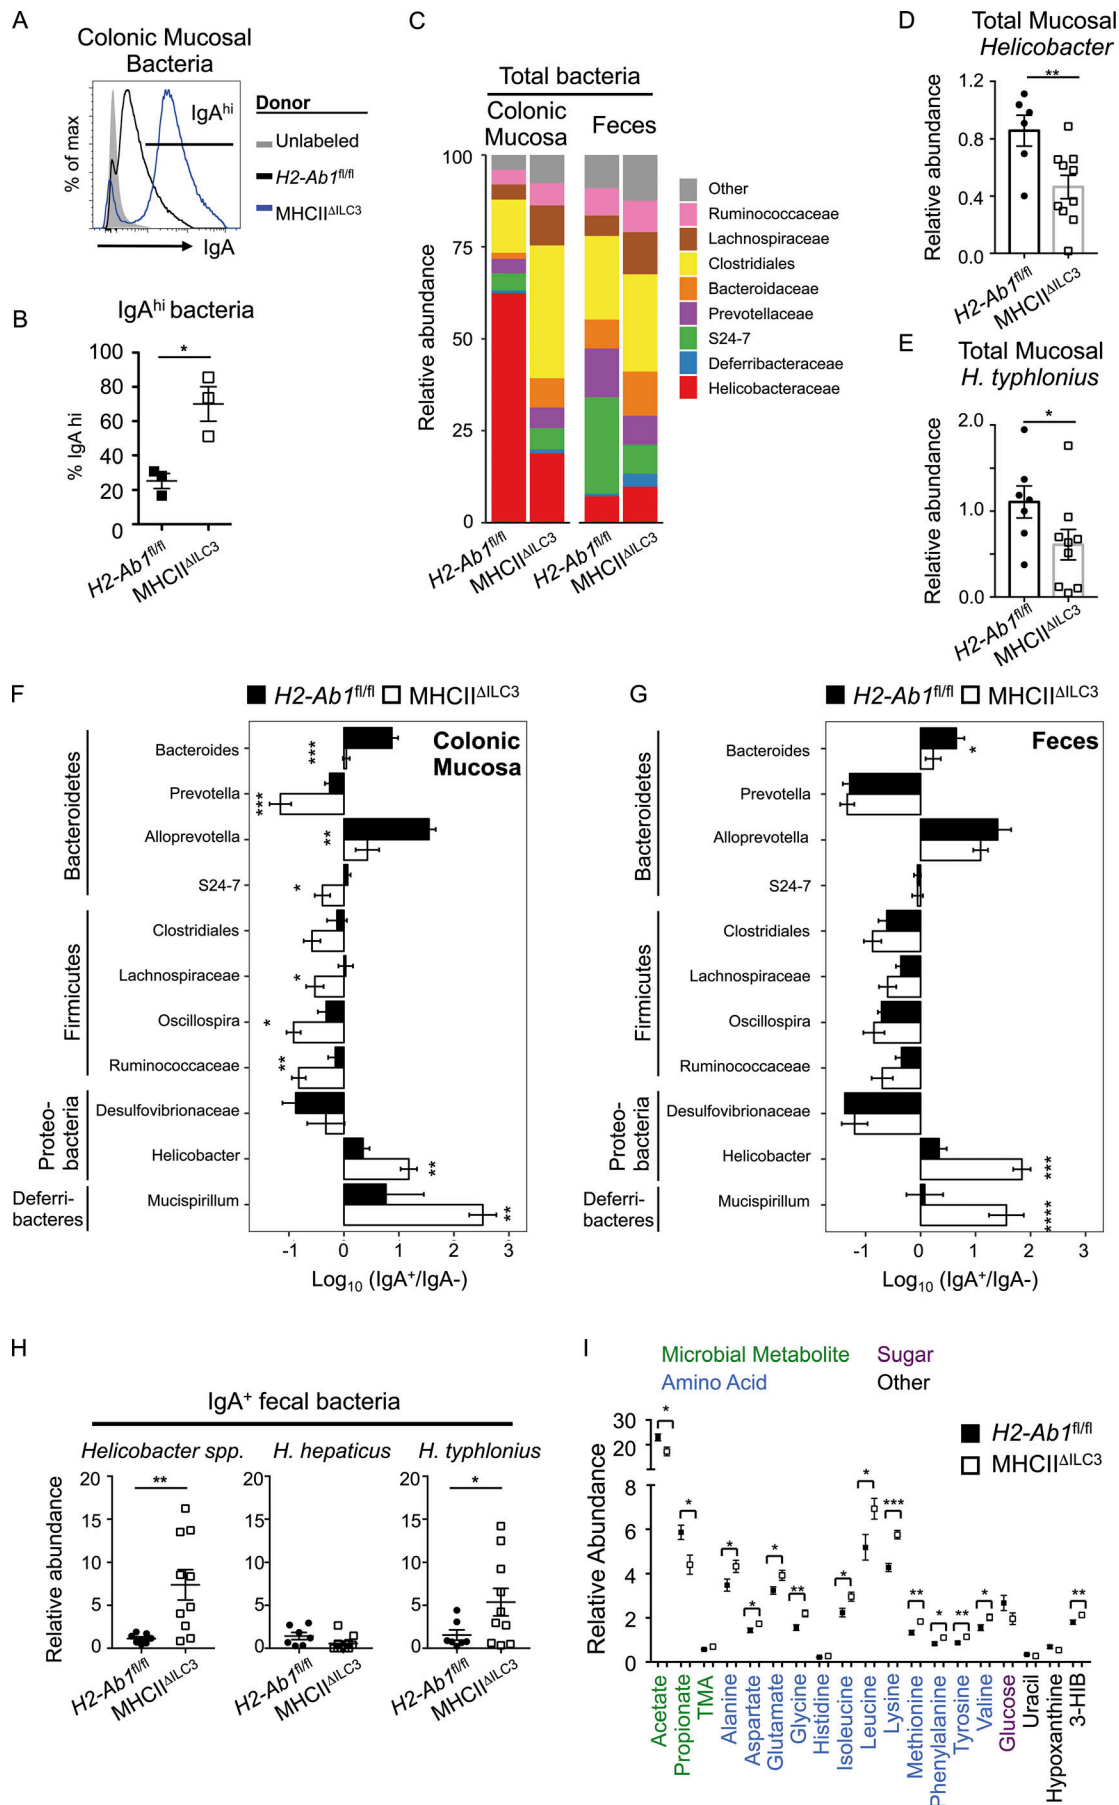 A
Colonic Mucosal
Bacteria
% of max
IgAhi
IgA
Donor
Unlabeled
H2-Ab1fl/fl
MHCIIΔILC3
B
IgAhi bacteria
% IgA hi
100
80
60
40
20
0
*
H2-Ab1fl/fl
MHCIIΔILC3
C
Total bacteria
Colonic
Mucosa
Feces
Relative abundance
100
75
50
25
0
H2-Ab1fl/fl
MHCIIΔILC3
H2-Ab1fl/fl
MHCIIΔILC3
Other
Ruminococcaceae
Lachnospiraceae
Clostridiales
Bacteroidaceae
Prevotellaceae
S24-7
Deferribacteraceae
Helicobacteraceae
D
Total Mucosal
Helicobacter
Relative abundance
1.2
0.8
0.4
0.0
**
H2-Ab1fl/fl
MHCIIΔILC3
E
Total Mucosal
H. typhlonius
Relative abundance
2.0
1.0
0.0
*
H2-Ab1fl/fl
MHCIIΔILC3
F
H2-Ab1fl/fl MHCIIΔILC3
Colonic
Mucosa
Bacteroidetes
Firmicutes
Proteo-
bacteria
Deferri-
bacteres
Bacteroides ***
Prevotella ***
Alloprevotella **
S24-7 *
Clostridiales
Lachnospiraceae *
Oscillospira *
Ruminococcaceae **
Desulfovibrionaceae
Helicobacter **
Mucispirillum **
-1 0 1 2 3
Log10 (IgA+/IgA-)
G
H2-Ab1fl/fl MHCIIΔILC3
Feces
Bacteroidetes
Firmicutes
Proteo-
bacteria
Deferri-
bacteres
Bacteroides *
Prevotella
Alloprevotella
S24-7
Clostridiales
Lachnospiraceae
Oscillospira
Ruminococcaceae
Desulfovibrionaceae
Helicobacter ***
Mucispirillum ****
-1 0 1 2 3
Log10 (IgA+/IgA-)
H
IgA+ fecal bacteria
Helicobacter spp. H. hepaticus H. typhlonius
Relative abundance
20
15
10
5
0
**
H2-Ab1fl/fl
MHCIIΔILC3
20
15
10
5
0
H2-Ab1fl/fl
MHCIIΔILC3
20
15
10
5
0
*
H2-Ab1fl/fl
MHCIIΔILC3
I
Microbial Metabolite Sugar
Amino Acid Other
H2-Ab1fl/fl
MHCIIΔILC3
Relative Abundance
30
20
8
6
4
2
0
* * * * * ** * * *** ** * ** * **
Acetate
Propionate
TMA
Alanine
Aspartate
Glutamate
Glycine
Histidine
Isoleucine
Leucine
Lysine
Methionine
Phenylalanine
Tyrosine
Valine
Glucose
Uracil
Hypoxanthine
3-HIB